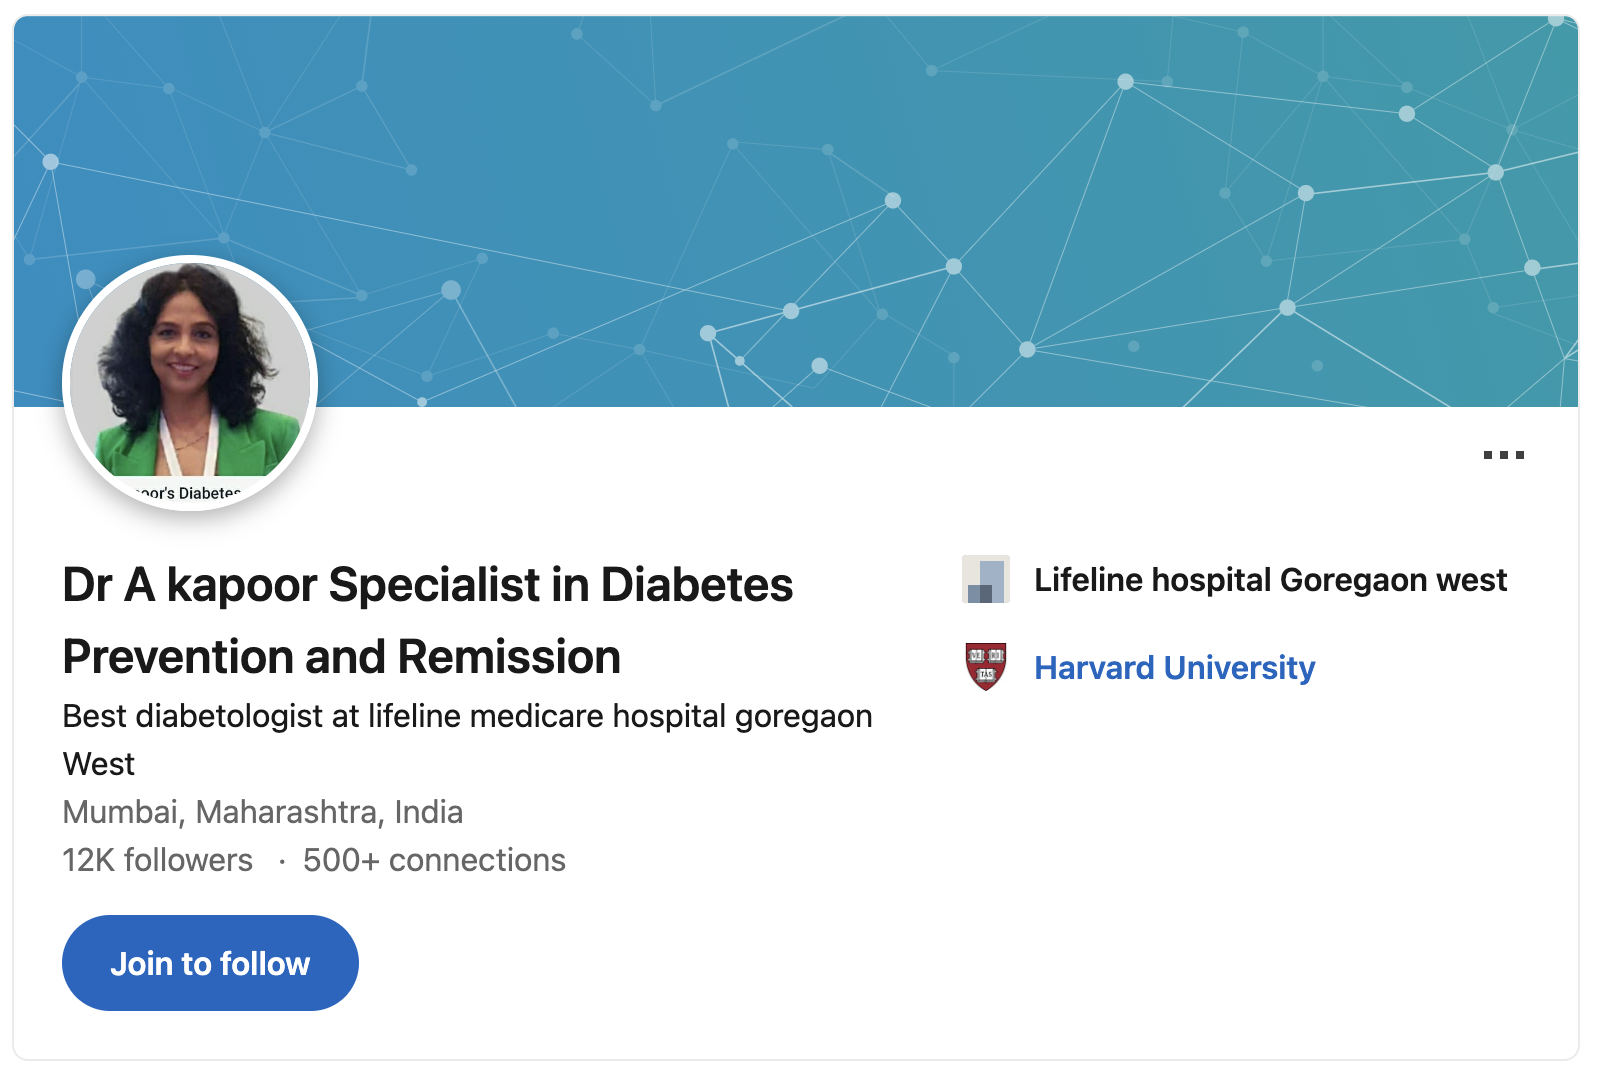 oor's Diabetes
Dr A kapoor Specialist in Diabetes
Prevention and Remission
Best diabetologist at lifeline medicare hospital goregaon
West
Mumbai, Maharashtra, India
12K followers · 500+ connections
Join to follow
Lifeline hospital Goregaon west
VE RI TAS
Harvard University